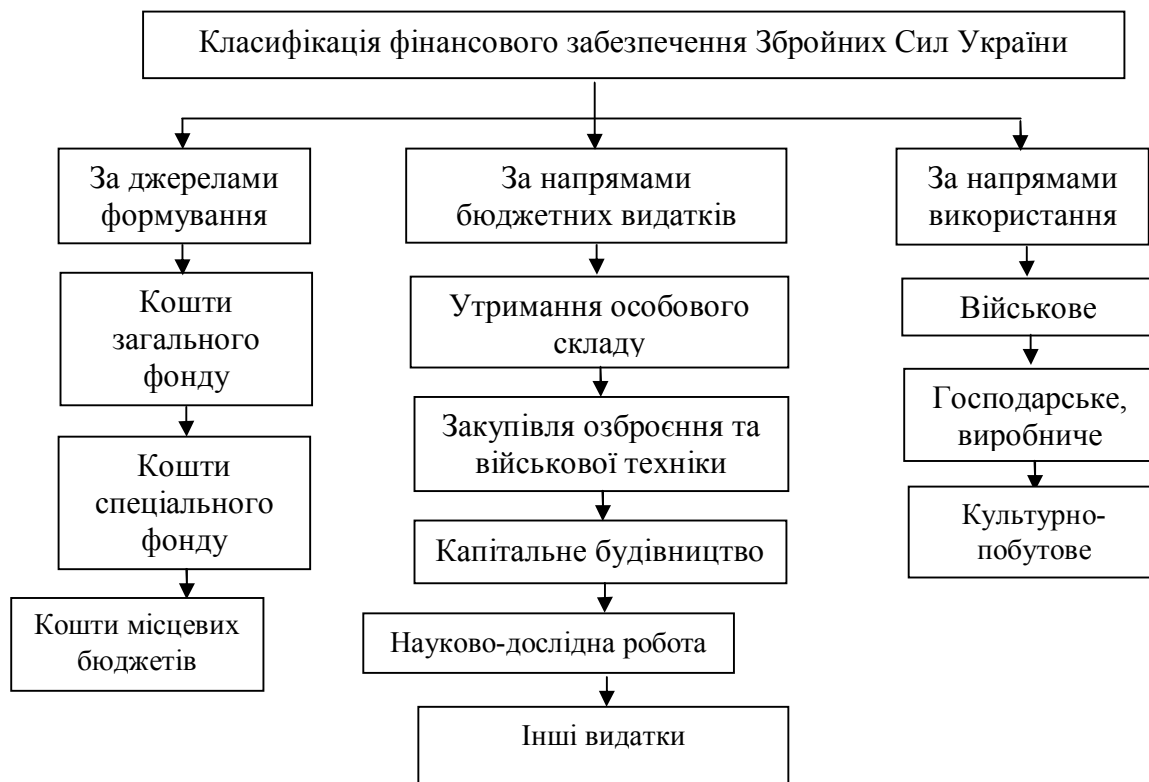 Класифікація фінансового забезпечення Збройних Сил України
За джерелами
формування
Кошти
загального
фонду
Кошти
спеціального
фонду
Кошти місцевих
бюджетів
За напрямами
бюджетних видатків
Утримання особового
складу
Закупівля озброєння та
військової техніки
Капітальне будівництво
Науково-дослідна робота
Інші видатки
За напрямами
використання
Військове
Господарське,
виробниче
Культурно-
побутове